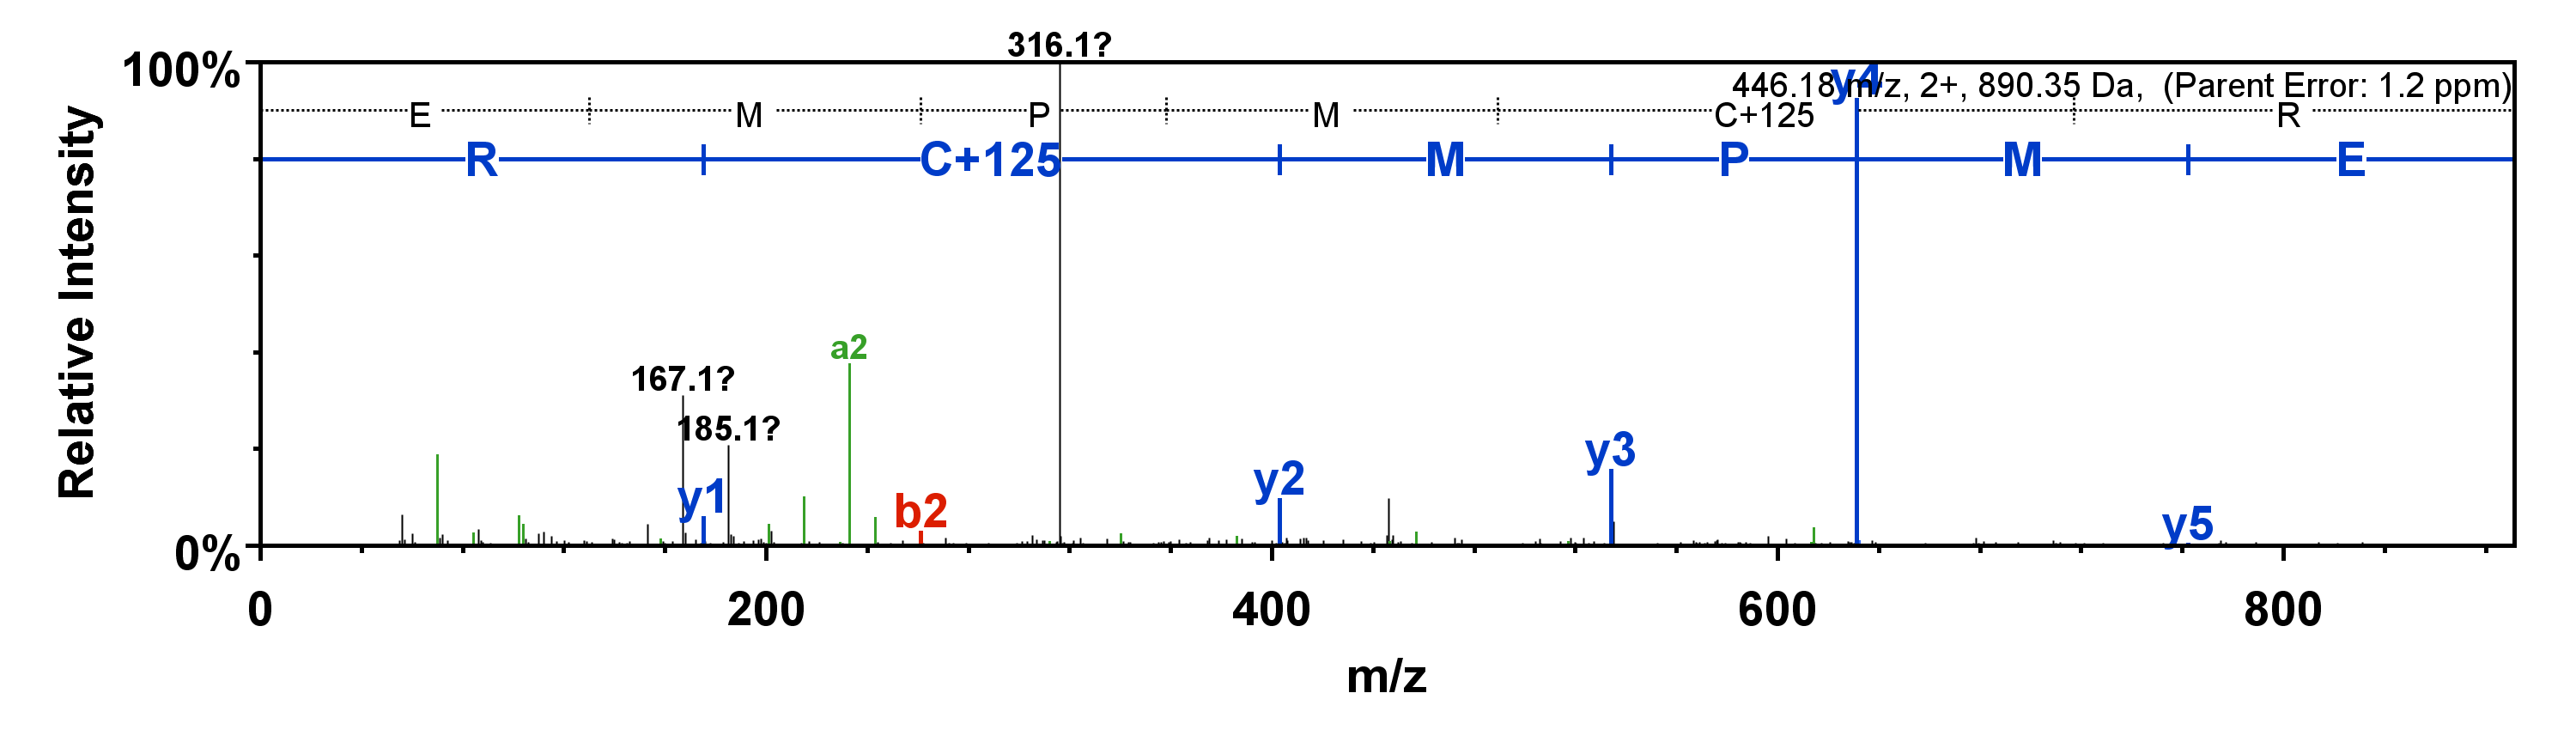 316.1?
100%
y4
446.18 m/z, 2+, 890.35 Da, (Parent Error: 1.2 ppm)
E M P M C+125 R
R C+125 M P M E
Relative Intensity
a2
167.1?
185.1?
y3
y2
y1
b2
y5
0%
0 200 400 600 800
m/z